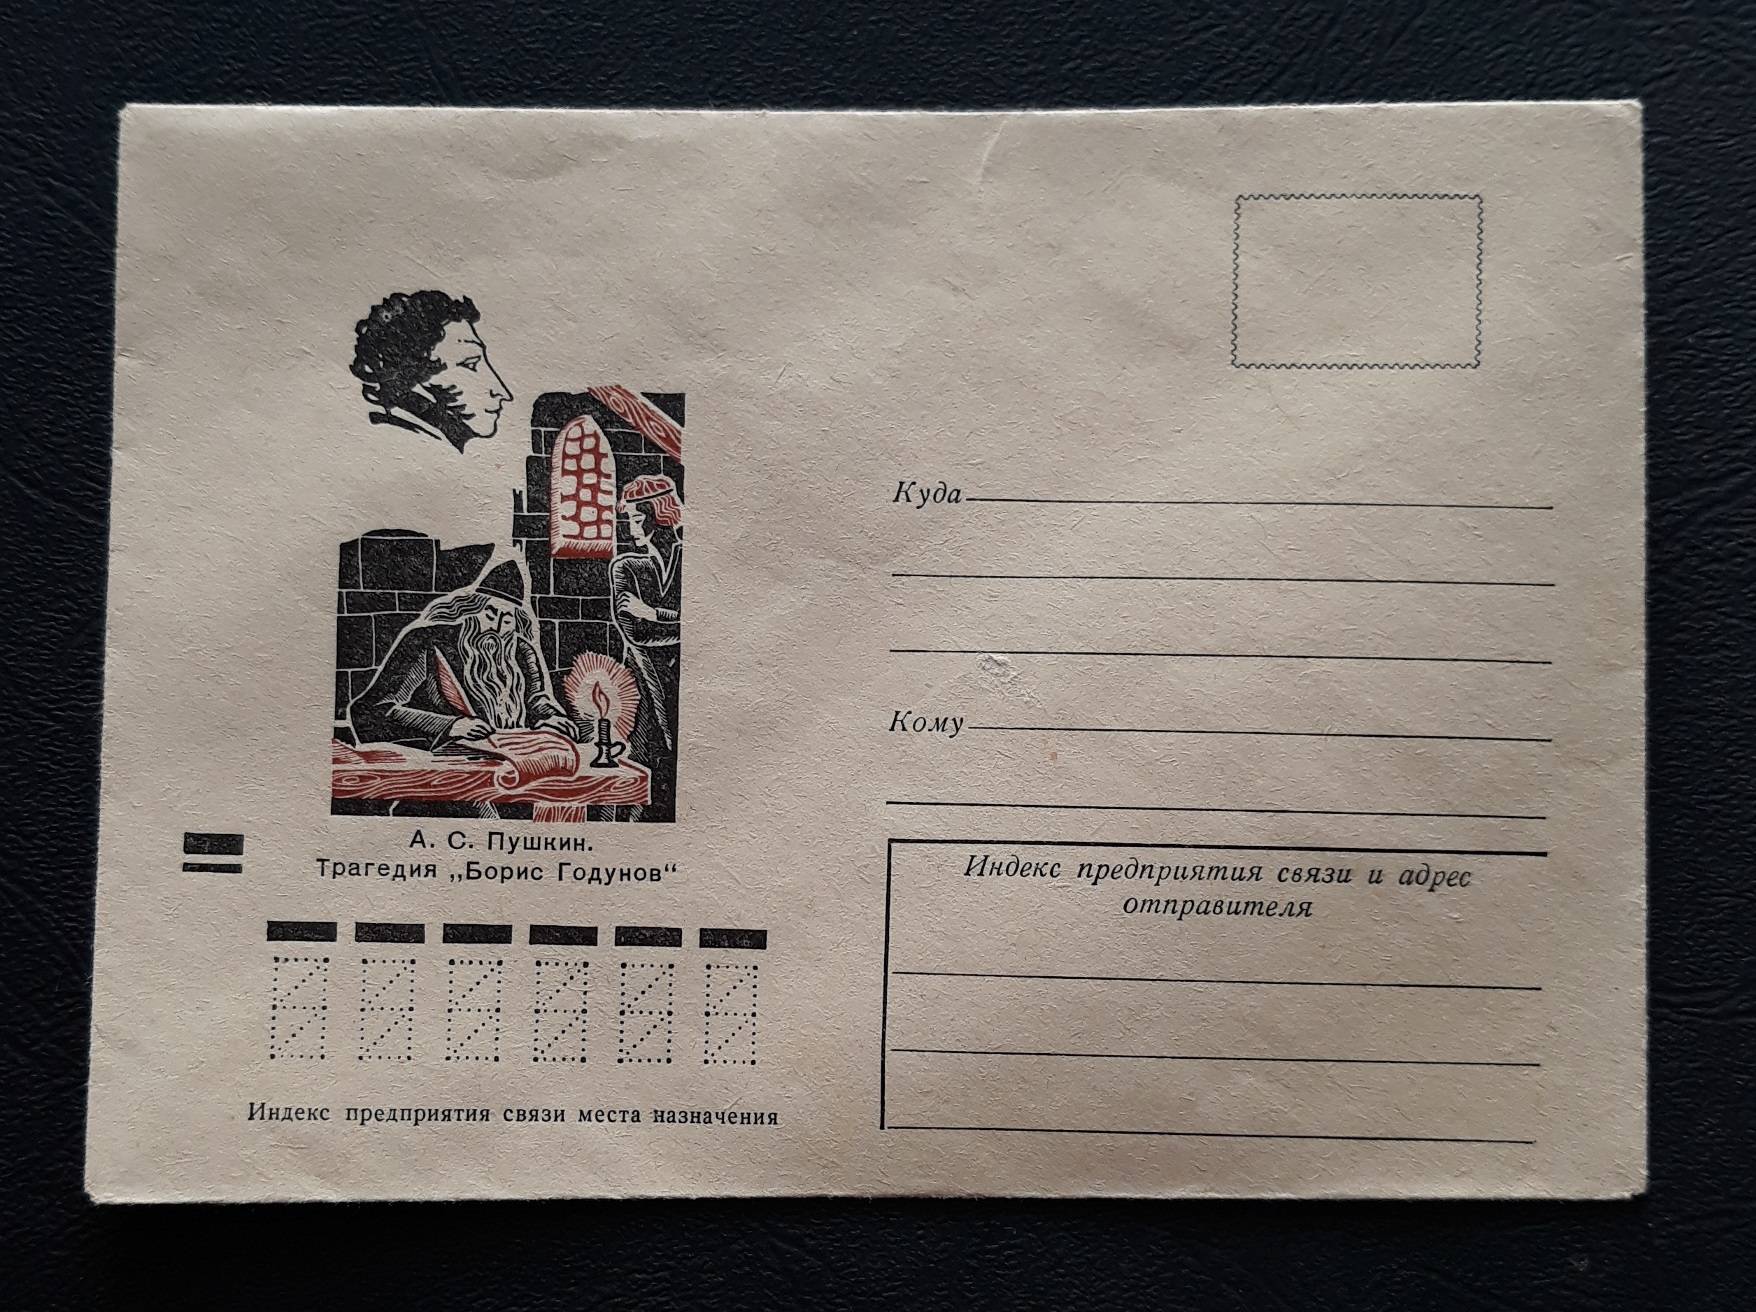 А. С. Пушкин.
Трагедия „Борис Годунов“
Индекс предприятия связи места назначения
Куда
Кому
Индекс предприятия связи и адрес
отправителя